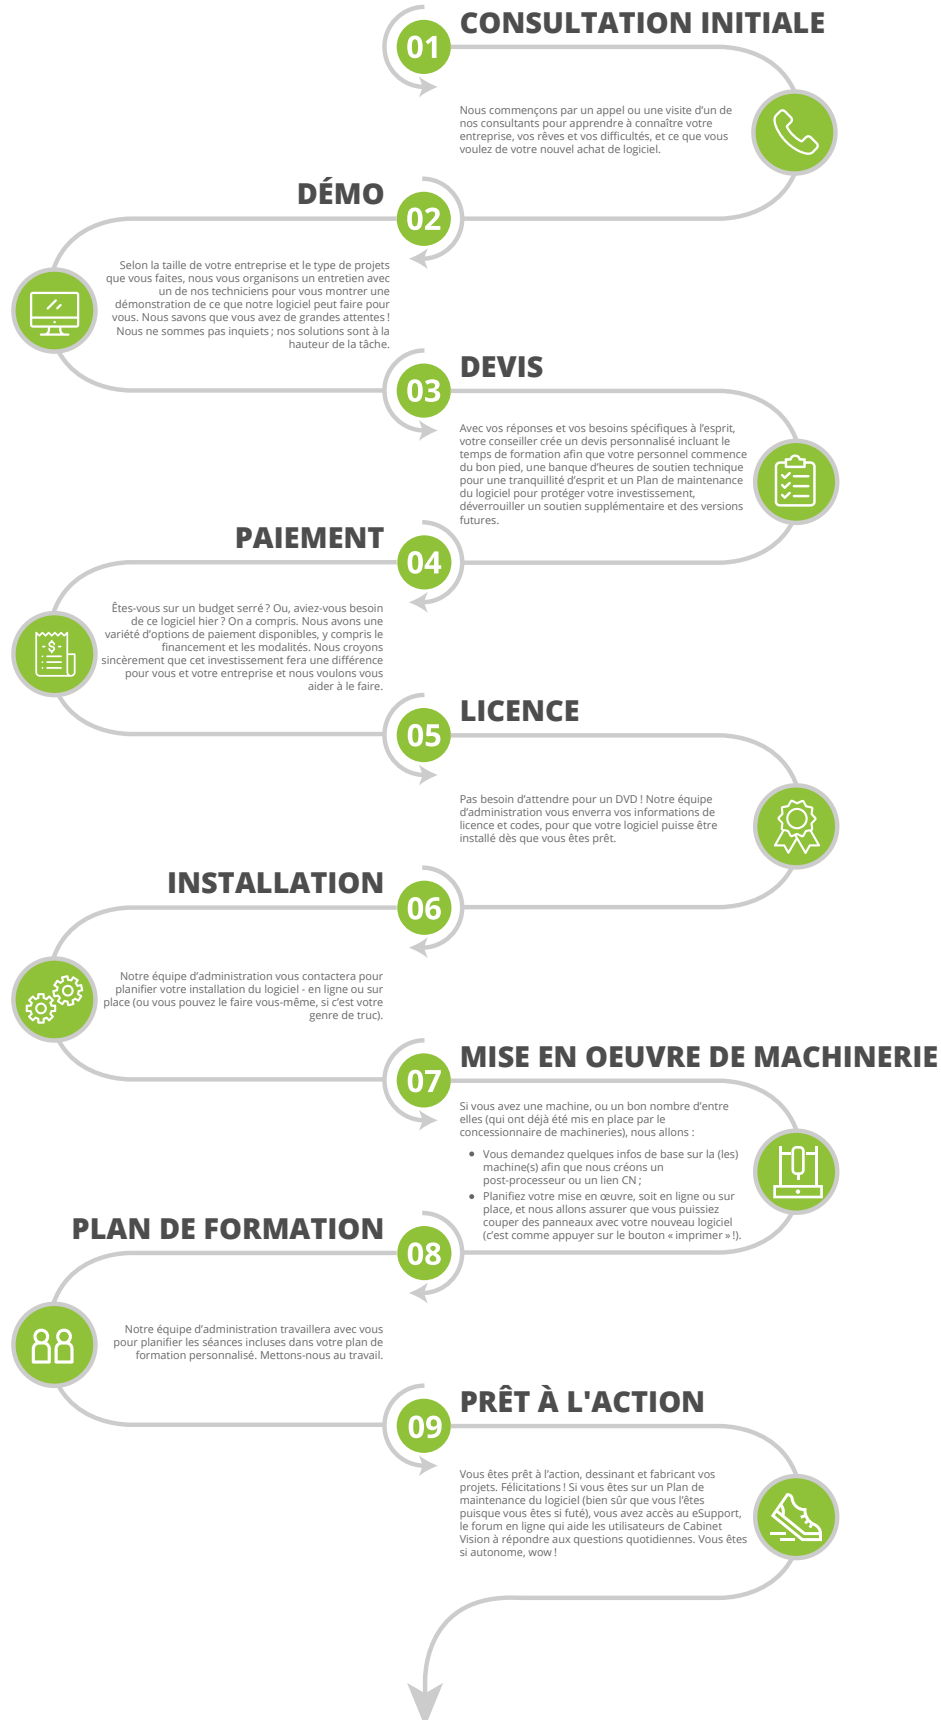 CONSULTATION INITIALE
01
Nous commençons par un appel ou une visite d'un de
nos consultants pour apprendre à connaître votre
entreprise, vos rêves et vos difficultés, et ce que vous
voulez de votre nouvel achat de logiciel.
DÉMO
02
Selon la taille de votre entreprise et le type de projets
que vous faites, nous vous organisons un entretien avec
un de nos techniciens pour vous montrer une
démonstration de ce que notre logiciel peut faire pour
vous. Nous savons que vous avez de grandes attentes !
Nous ne sommes pas inquiets ; nos solutions sont à la
hauteur de la tâche.
DEVIS
03
Avec vos réponses et vos besoins spécifiques à l'esprit,
votre conseiller crée un devis personnalisé incluant le
temps de formation afin que votre personnel commence
du bon pied, une banque d'heures de soutien technique
pour une tranquillité d'esprit et un Plan de maintenance
du logiciel pour protéger votre investissement,
déverrouiller un soutien supplémentaire et des versions
futures.
PAIEMENT
04
Êtes-vous sur un budget serré ? Ou, aviez-vous besoin
de ce logiciel hier ? On a compris. Nous avons une
variété d'options de paiement disponibles, y compris le
financement et les modalités. Nous croyons
sincèrement que cet investissement fera une différence
pour vous et votre entreprise et nous voulons vous
aider à le faire.
$
LICENCE
05
Pas besoin d'attendre pour un DVD ! Notre équipe
d'administration vous enverra vos informations de
licence et codes, pour que votre logiciel puisse être
installé dès que vous êtes prêt.
INSTALLATION
06
Notre équipe d'administration vous contactera pour
planifier votre installation du logiciel - en ligne ou sur
place (ou vous pouvez le faire vous-même, si c'est votre
genre de truc).
MISE EN OEUVRE DE MACHINERIE
07
Si vous avez une machine, ou un bon nombre d'entre
elles (qui ont déjà été mis en place par le
concessionnaire de machineries), nous allons :
• Vous demandez quelques infos de base sur la (les)
machine(s) afin que nous créons un
post-processeur ou un lien CN ;
• Planifiez votre mise en œuvre, soit en ligne ou sur
place, et nous allons assurer que vous puissiez
couper des panneaux avec votre nouveau logiciel
(c'est comme appuyer sur le bouton « imprimer » !).
PLAN DE FORMATION
08
Notre équipe d'administration travaillera avec vous
pour planifier les séances incluses dans votre plan de
formation personnalisé. Mettons-nous au travail.
PRÊT À L'ACTION
09
Vous êtes prêt à l'action, dessinant et fabricant vos
projets. Félicitations ! Si vous êtes sur un Plan de
maintenance du logiciel (bien sûr que vous l'êtes
puisque vous êtes si futé), vous avez accès au eSupport,
le forum en ligne qui aide les utilisateurs de Cabinet
Vision à répondre aux questions quotidiennes. Vous êtes
si autonome, wow !